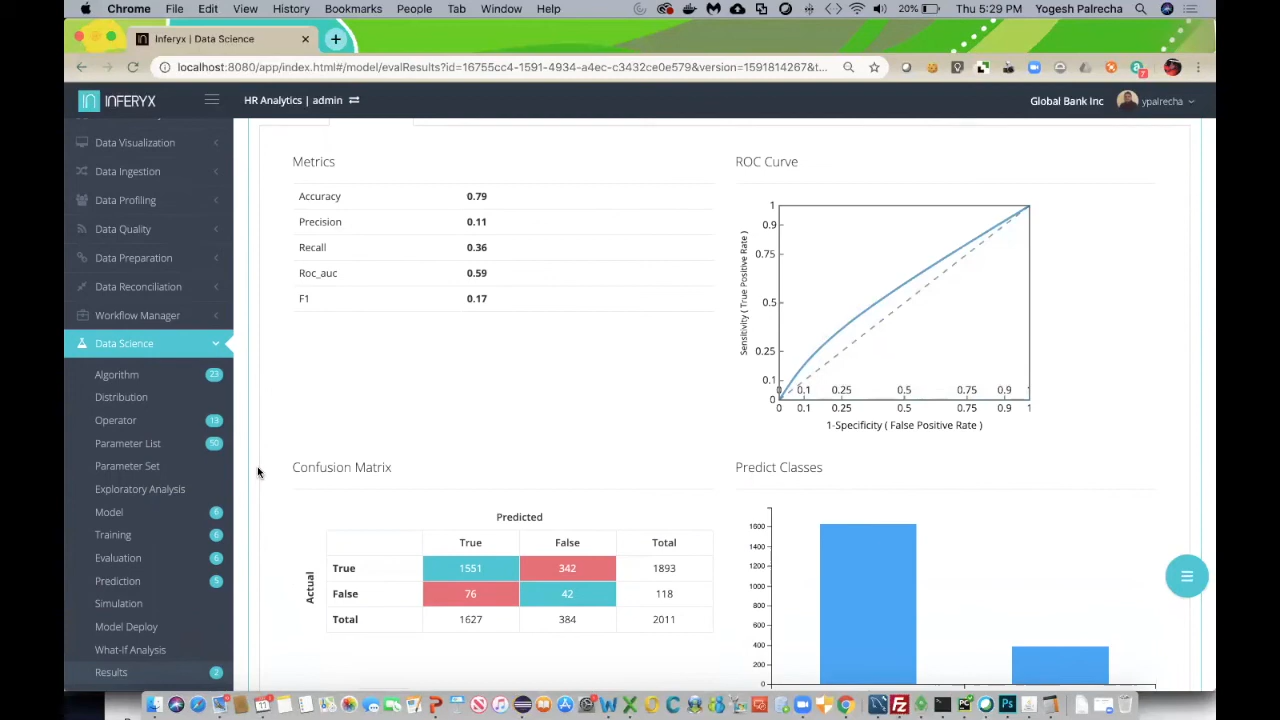 Chrome File Edit View History Bookmarks People Tab Window Help 20% Thu 5:29 PM Yogesh Palrecha
Inferyx | Data Science
localhost:8080/app/index.html#/model/evalResults?id=16755cc4-1591-4934-a4ec-c3432ce0e579&version=1591814267&t...
INFERYX HR Analytics | admin Global Bank Inc ypalrecha
Data Visualization
Data Ingestion
Data Profiling
Data Quality
Data Preparation
Data Reconciliation
Workflow Manager
Data Science
Algorithm 23
Distribution
Operator 13
Parameter List 50
Parameter Set
Exploratory Analysis
Model 6
Training 6
Evaluation 6
Prediction 5
Simulation
Model Deploy
What-If Analysis
Results 2
Metrics
Accuracy 0.79
Precision 0.11
Recall 0.36
Roc_auc 0.59
F1 0.17
ROC Curve
Sensitivity ( True Positive Rate )
1
0.9
0.75
0.5
0.25
0.1
0
0 0.1 0.25 0.5 0.75 0.9
0 0.1 0.25 0.5 0.75 0.9 1
1-Specificity ( False Positive Rate )
Confusion Matrix
Predicted
True False Total
Actual
True 1551 342 1893
False 76 42 118
Total 1627 384 2011
Predict Classes
1600
1400
1200
1000
800
600
400
200
0